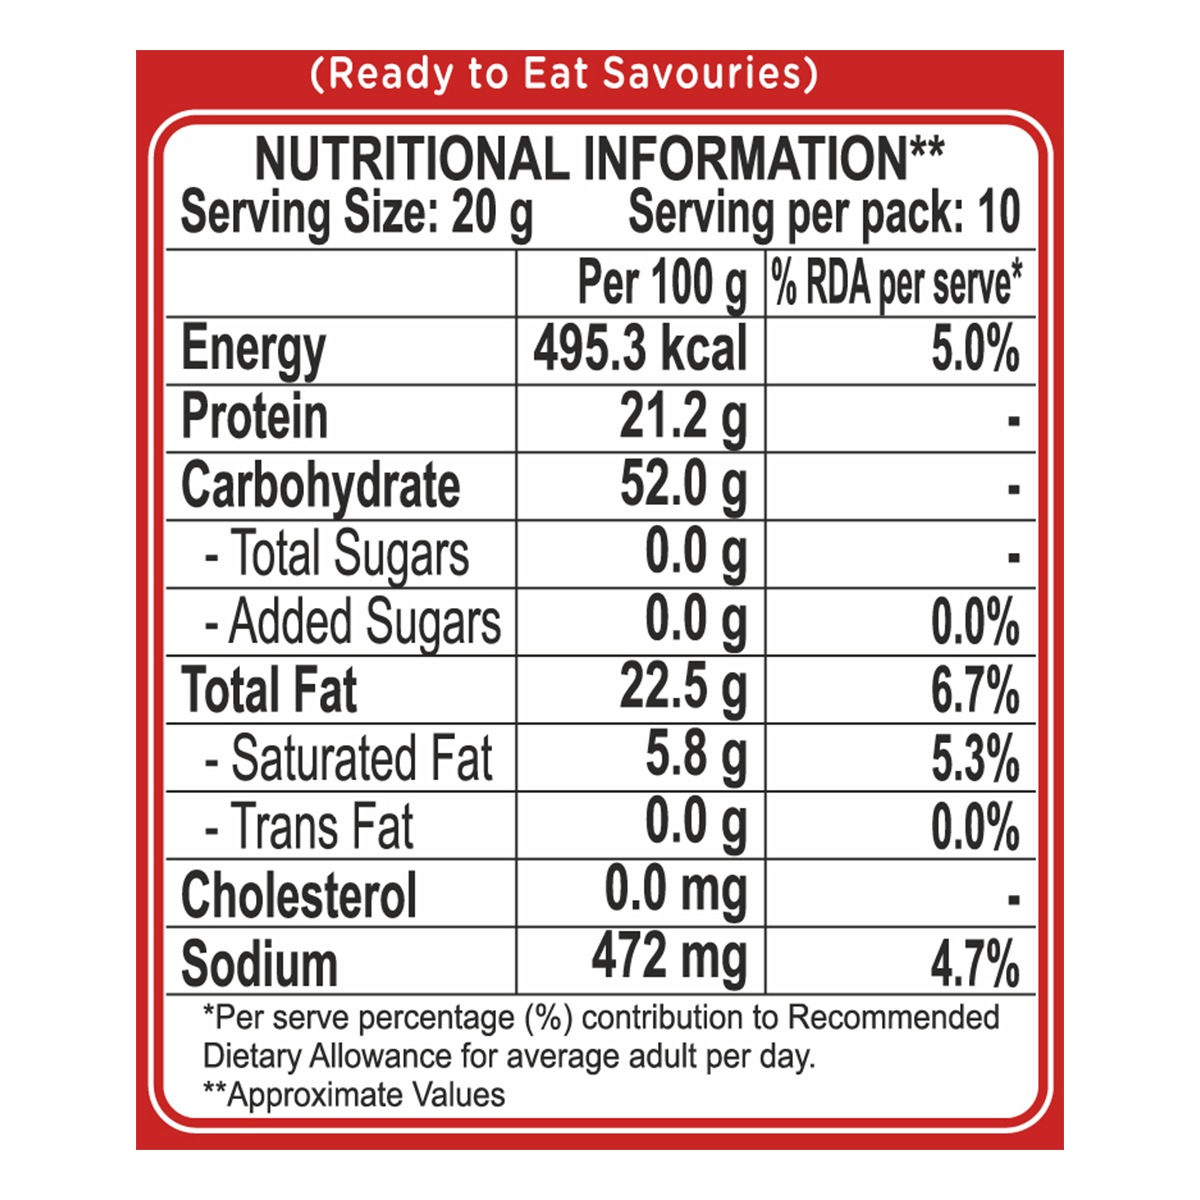 (Ready to Eat Savouries)
NUTRITIONAL INFORMATION**
Serving Size: 20 g Serving per pack: 10
Per 100 g % RDA per serve*
Energy 495.3 kcal 5.0%
Protein 21.2 g -
Carbohydrate 52.0 g -
- Total Sugars 0.0 g -
- Added Sugars 0.0 g 0.0%
Total Fat 22.5 g 6.7%
- Saturated Fat 5.8 g 5.3%
- Trans Fat 0.0 g 0.0%
Cholesterol 0.0 mg -
Sodium 472 mg 4.7%
*Per serve percentage (%) contribution to Recommended
Dietary Allowance for average adult per day.
**Approximate Values